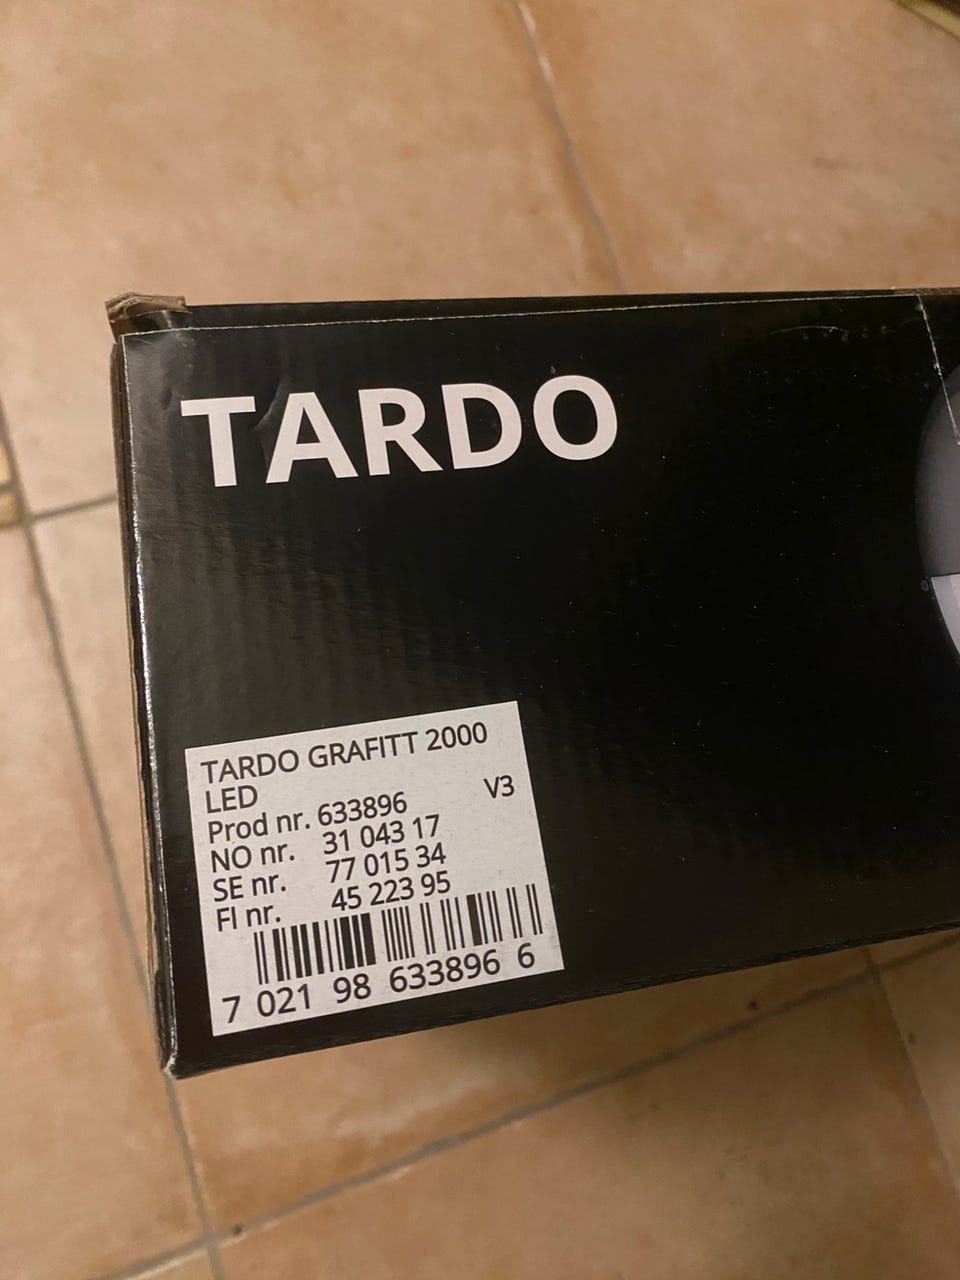 TARDO
TARDO GRAFITT 2000
LED V3
Prod nr. 633896
NO nr. 31 043 17
SE nr. 77 015 34
FI nr. 45 223 95
7 021 98 633896 6